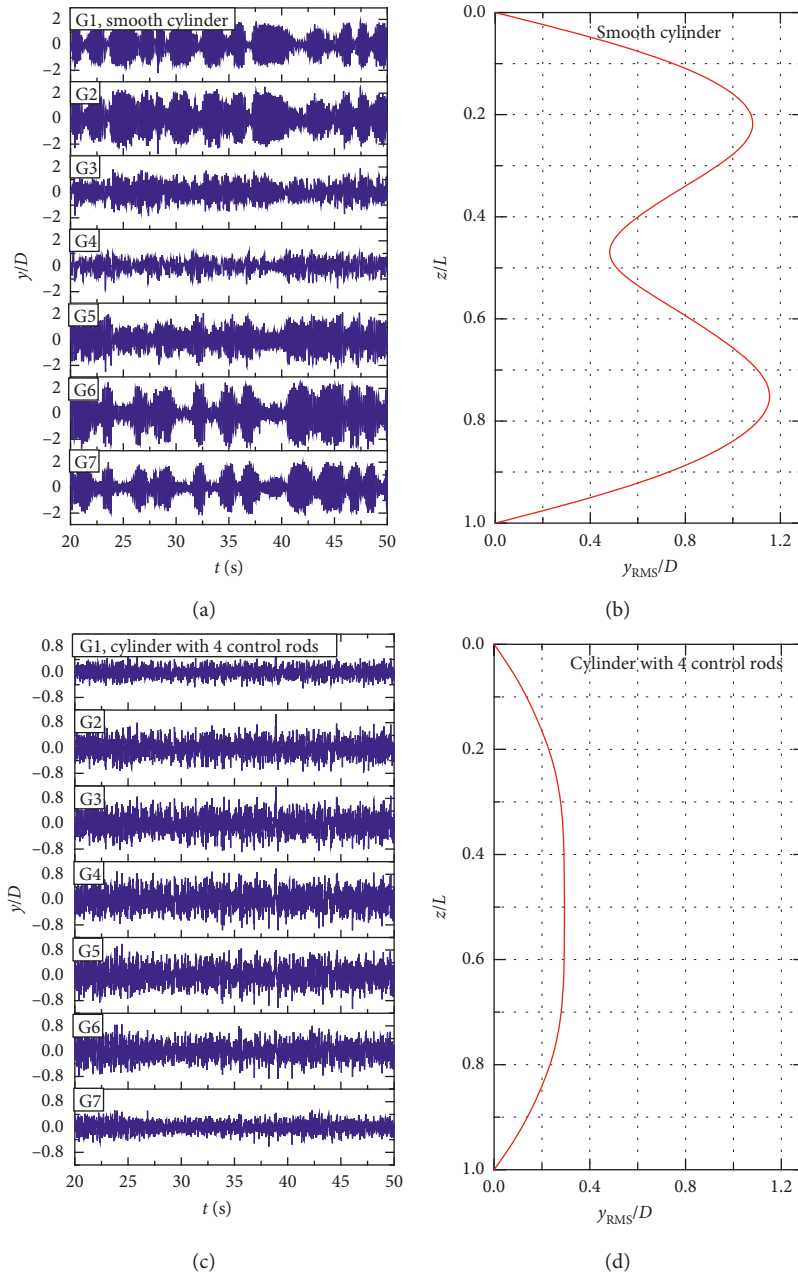 G1, smooth cylinder
2
0
−2
G2
2
0
−2
G3
2
0
−2
G4
2
0
−2
G5
2
0
−2
G6
2
0
−2
G7
2
0
−2
y/D
20 25 30 35 40 45 50
t (s)
(a)
Smooth cylinder
0.0
0.2
0.4
0.6
0.8
1.0
z/L
0.0 0.4 0.8 1.2
yRMS/D
(b)
G1, cylinder with 4 control rods
0.8
0.0
−0.8
G2
0.8
0.0
−0.8
G3
0.8
0.0
−0.8
G4
0.8
0.0
−0.8
G5
0.8
0.0
−0.8
G6
0.8
0.0
−0.8
G7
0.8
0.0
−0.8
y/D
20 25 30 35 40 45 50
t (s)
(c)
Cylinder with 4 control rods
0.0
0.2
0.4
0.6
0.8
1.0
z/L
0.0 0.4 0.8 1.2
yRMS/D
(d)